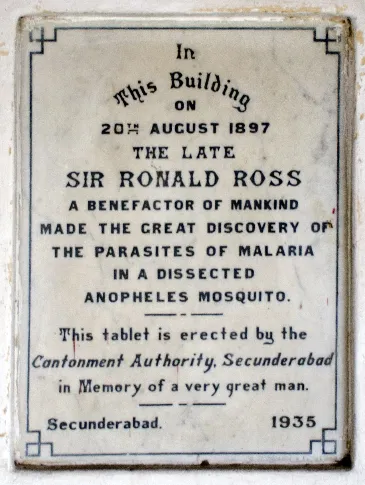 In
This Building
ON
20TH AUGUST 1897
THE LATE
SIR RONALD ROSS
A BENEFACTOR OF MANKIND
MADE THE GREAT DISCOVERY OF
THE PARASITES OF MALARIA
IN A DISSECTED
ANOPHELES MOSQUITO.
This tablet is erected by the
Cantonment Authority, Secunderabad
in Memory of a very great man.
Secunderabad. 1935